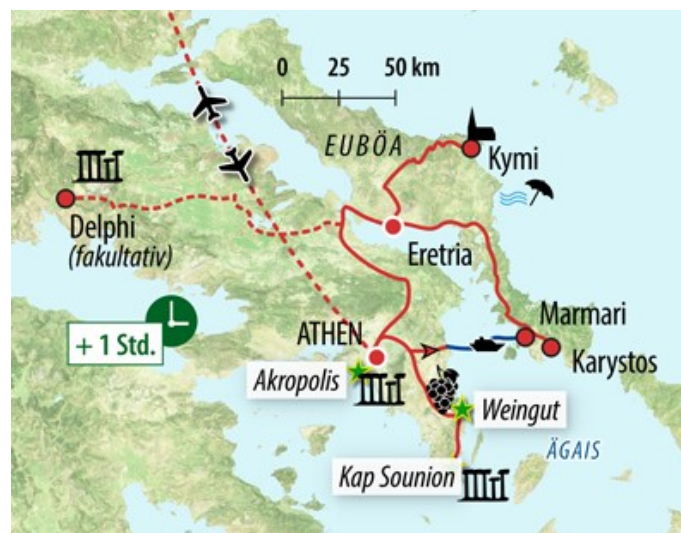 0 25 50 km
EUBÖA
Kymi
Delphi
(fakultativ)
Eretria
+ 1 Std.
ATHEN
Marmari
Karystos
Akropolis
Weingut
ÄGAIS
Kap Sounion